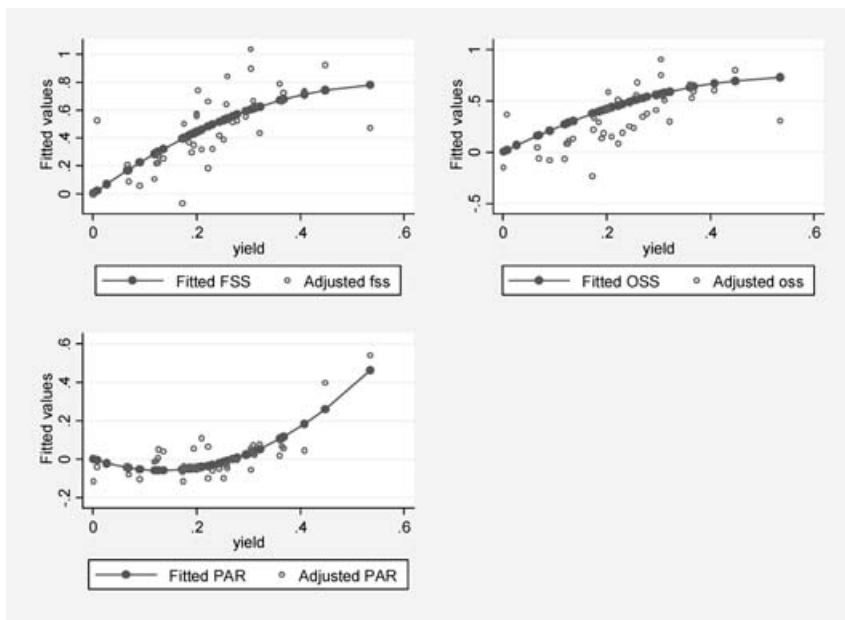 Fitted values
1
.8
.6
.4
.2
0
0 .2 .4 .6
yield
Fitted FSS Adjusted fss
Fitted values
1
.5
0
-.5
0 .2 .4 .6
yield
Fitted OSS Adjusted oss
Fitted values
.6
.4
.2
0
-.2
0 .2 .4 .6
yield
Fitted PAR Adjusted PAR